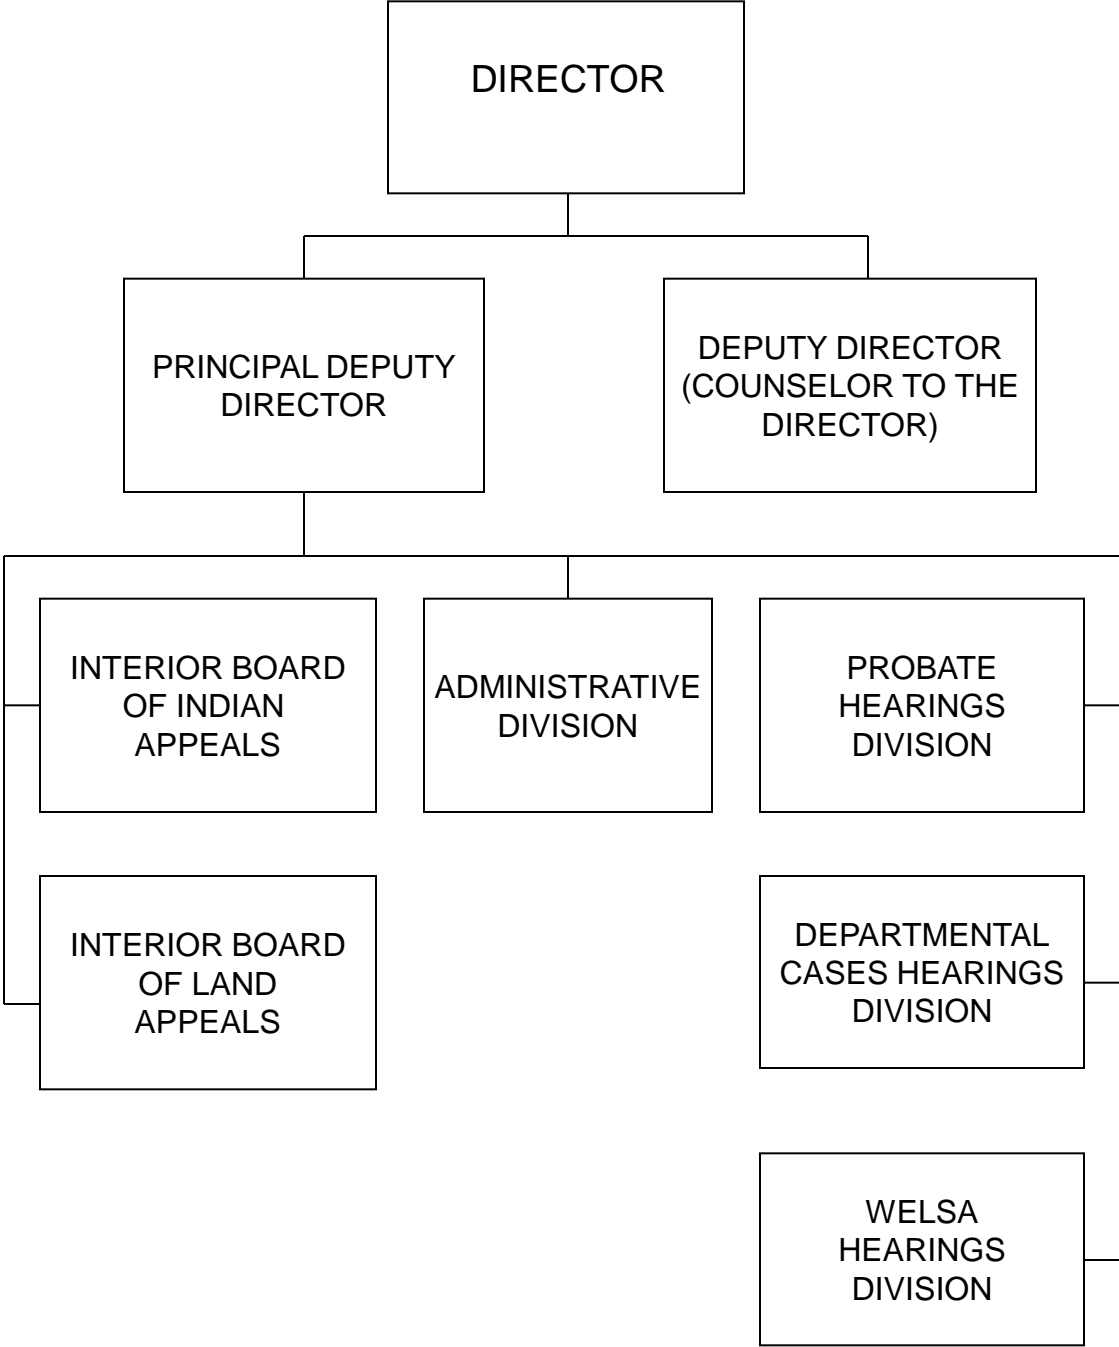 DIRECTOR
PRINCIPAL DEPUTY
DIRECTOR
DEPUTY DIRECTOR
(COUNSELOR TO THE
DIRECTOR)
INTERIOR BOARD
OF INDIAN
APPEALS
ADMINISTRATIVE
DIVISION
PROBATE
HEARINGS
DIVISION
INTERIOR BOARD
OF LAND
APPEALS
DEPARTMENTAL
CASES HEARINGS
DIVISION
WELSA
HEARINGS
DIVISION